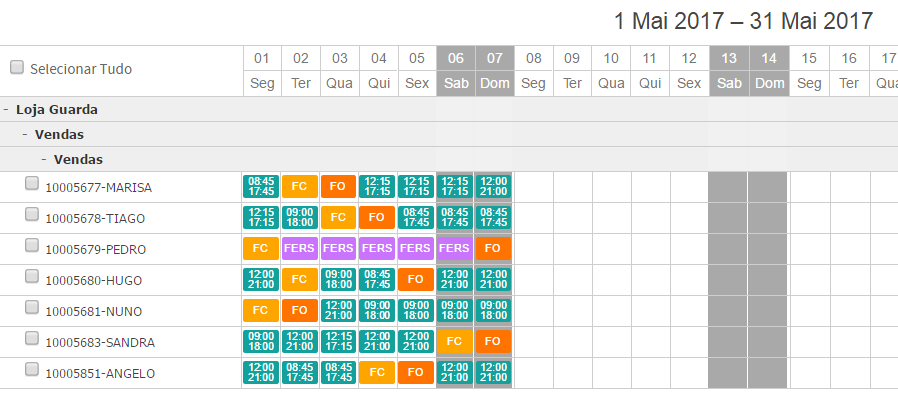 1 Mai 2017 – 31 Mai 2017
Selecionar Tudo 01 02 03 04 05 06 07 08 09 10 11 12 13 14 15 16 17
Seg Ter Qua Qui Sex Sab Dom Seg Ter Qua Qui Sex Sab Dom Seg Ter Qua
- Loja Guarda
- Vendas
- Vendas
10005677-MARISA 08:45 17:45 FC FO 12:15 17:15 12:15 17:15 12:15 17:15 12:00 21:00
10005678-TIAGO 12:15 17:15 09:00 18:00 FC FO 08:45 17:45 08:45 17:45 08:45 17:45
10005679-PEDRO FC FERS FERS FERS FERS FERS FO
10005680-HUGO 12:00 21:00 FC 09:00 18:00 08:45 17:45 FO 12:00 21:00 12:00 21:00
10005681-NUNO FC FO 12:00 21:00 09:00 18:00 09:00 18:00 09:00 18:00 09:00 18:00
10005683-SANDRA 09:00 18:00 12:00 21:00 12:15 17:15 12:00 21:00 12:00 21:00 FC FO
10005851-ANGELO 12:00 21:00 08:45 17:45 08:45 17:45 FC FO 12:00 21:00 12:00 21:00